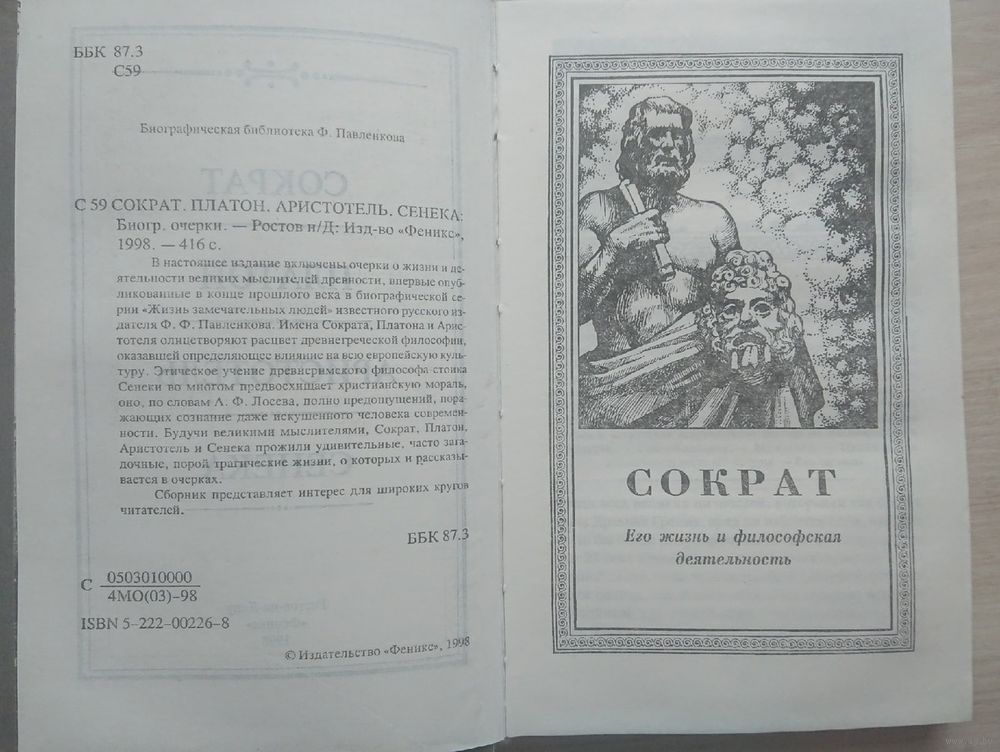 ББК 87.3
С59
Биографическая библиотека Ф. Павленкова
С 59 СОКРАТ. ПЛАТОН. АРИСТОТЕЛЬ. СЕНЕКА:
Биогр. очерки. — Ростов н/Д: Изд-во «Феникс»,
1998. — 416 с.
В настоящее издание включены очерки о жизни и де-
ятельности великих мыслителей древности, впервые опуб-
ликованные в конце прошлого века в биографической се-
рии «Жизнь замечательных людей» известного русского из-
дателя Ф. Ф. Павленкова. Имена Сократа, Платона и Арис-
тотеля олицетворяют расцвет древнегреческой философии,
оказавшей определяющее влияние на всю европейскую куль-
туру. Этическое учение древнеримского философа-стоика
Сенеки во многом предвосхищает христианскую мораль,
оно, по словам А. Ф. Лосева, полно предощущений, пора-
жающих сознание даже искушенного человека современ-
ности. Будучи великими мыслителями, Сократ, Платон,
Аристотель и Сенека прожили удивительные, часто зага-
дочные, порой трагические жизни, о которых и рассказы-
вается в очерках.
Сборник представляет интерес для широких кругов
читателей.
ББК 87.3
С 0503010000
4МО(03)-98
ISBN 5-222-00226-8
© Издательство «Феникс», 1998
СОКРАТ
Его жизнь и философская
деятельность